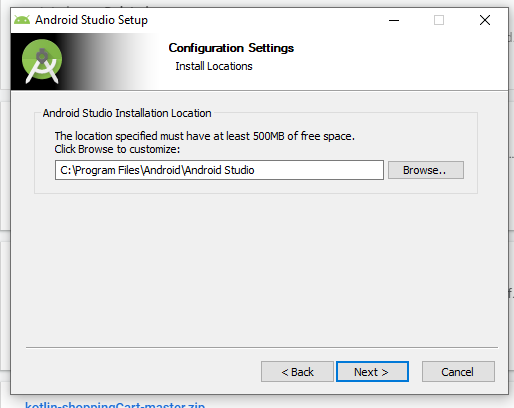 Android Studio Setup
Configuration Settings
Install Locations
Android Studio Installation Location
The location specified must have at least 500MB of free space.
Click Browse to customize:
C:\Program Files\Android\Android Studio
Browse..
< Back
Next >
Cancel
kotlin-shoppingCart-master.zip